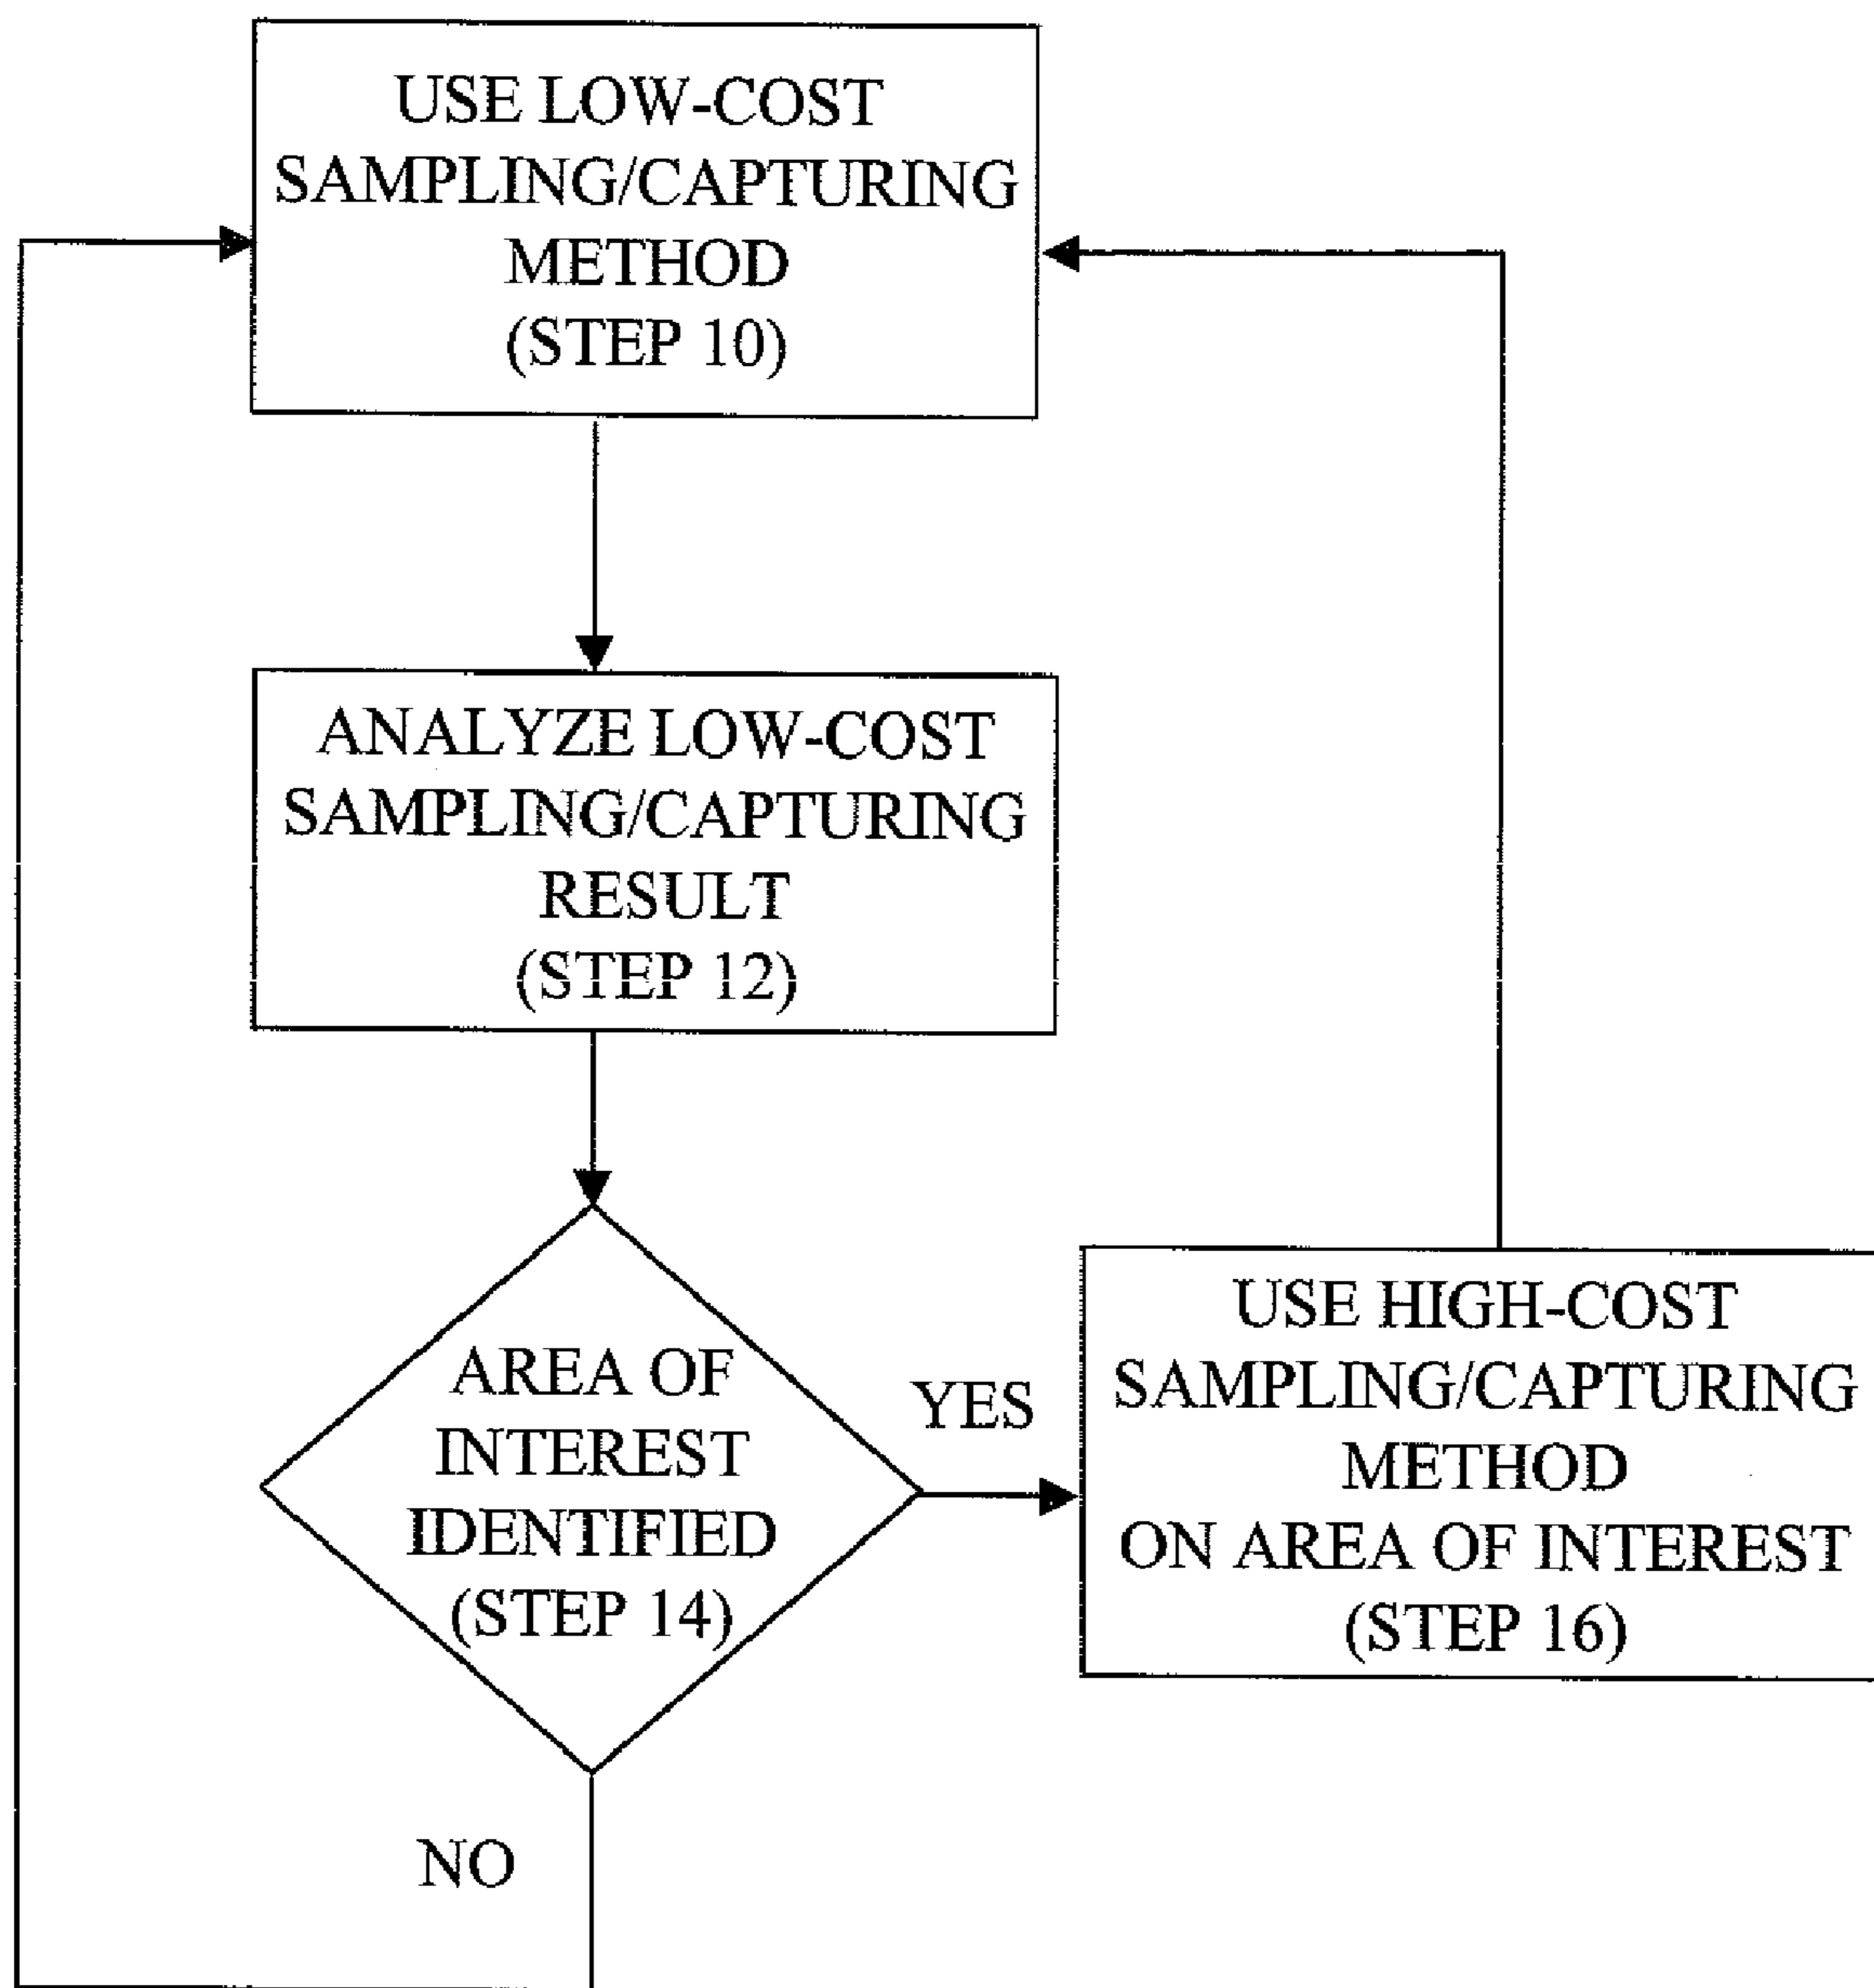 USE LOW-COST
SAMPLING/CAPTURING
METHOD
(STEP 10)
ANALYZE LOW-COST
SAMPLING/CAPTURING
RESULT
(STEP 12)
AREA OF
INTEREST
IDENTIFIED
(STEP 14)
YES
USE HIGH-COST
SAMPLING/CAPTURING
METHOD
ON AREA OF INTEREST
(STEP 16)
NO